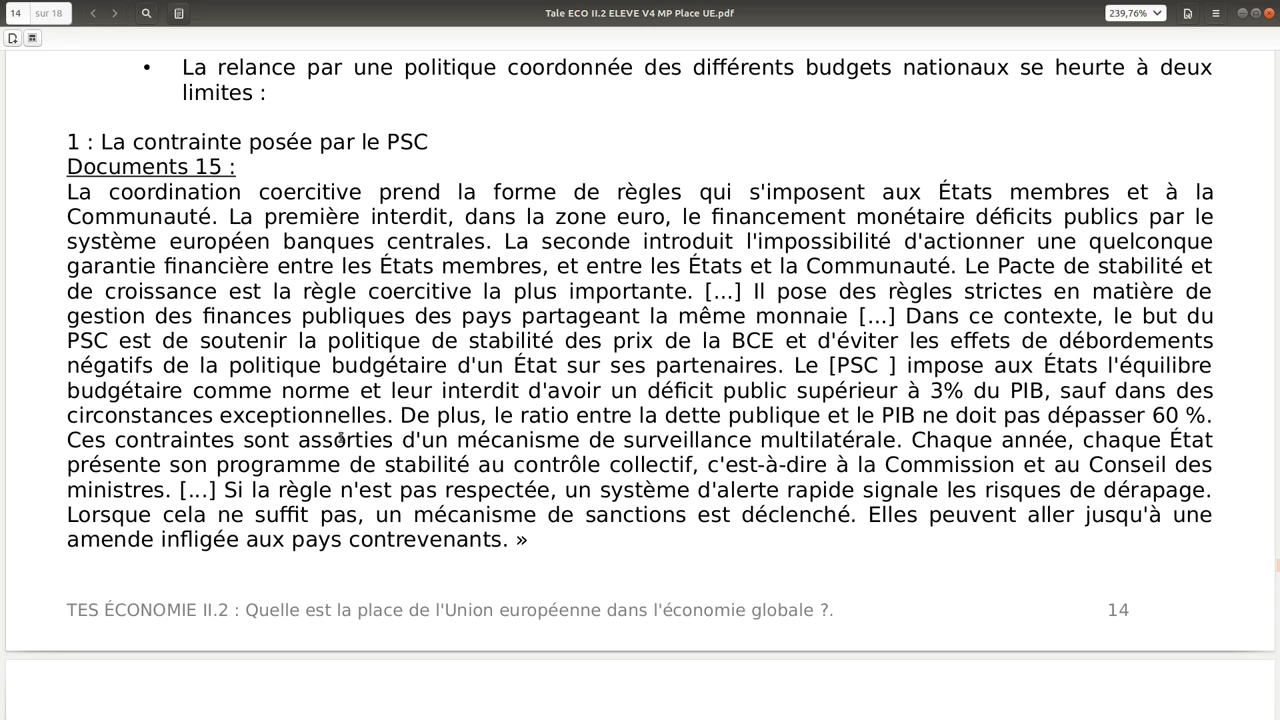 14 sur 18
Tale ECO II.2 ELEVE V4 MP Place UE.pdf
239,76%
• La relance par une politique coordonnée des différents budgets nationaux se heurte à deux
limites :
1 : La contrainte posée par le PSC
Documents 15 :
La coordination coercitive prend la forme de règles qui s'imposent aux États membres et à la
Communauté. La première interdit, dans la zone euro, le financement monétaire déficits publics par le
système européen banques centrales. La seconde introduit l'impossibilité d'actionner une quelconque
garantie financière entre les États membres, et entre les États et la Communauté. Le Pacte de stabilité et
de croissance est la règle coercitive la plus importante. [...] Il pose des règles strictes en matière de
gestion des finances publiques des pays partageant la même monnaie [...] Dans ce contexte, le but du
PSC est de soutenir la politique de stabilité des prix de la BCE et d'éviter les effets de débordements
négatifs de la politique budgétaire d'un État sur ses partenaires. Le [PSC ] impose aux États l'équilibre
budgétaire comme norme et leur interdit d'avoir un déficit public supérieur à 3% du PIB, sauf dans des
circonstances exceptionnelles. De plus, le ratio entre la dette publique et le PIB ne doit pas dépasser 60 %.
Ces contraintes sont assorties d'un mécanisme de surveillance multilatérale. Chaque année, chaque État
présente son programme de stabilité au contrôle collectif, c'est-à-dire à la Commission et au Conseil des
ministres. [...] Si la règle n'est pas respectée, un système d'alerte rapide signale les risques de dérapage.
Lorsque cela ne suffit pas, un mécanisme de sanctions est déclenché. Elles peuvent aller jusqu'à une
amende infligée aux pays contrevenants. »
TES ÉCONOMIE II.2 : Quelle est la place de l'Union européenne dans l'économie globale ?. 14